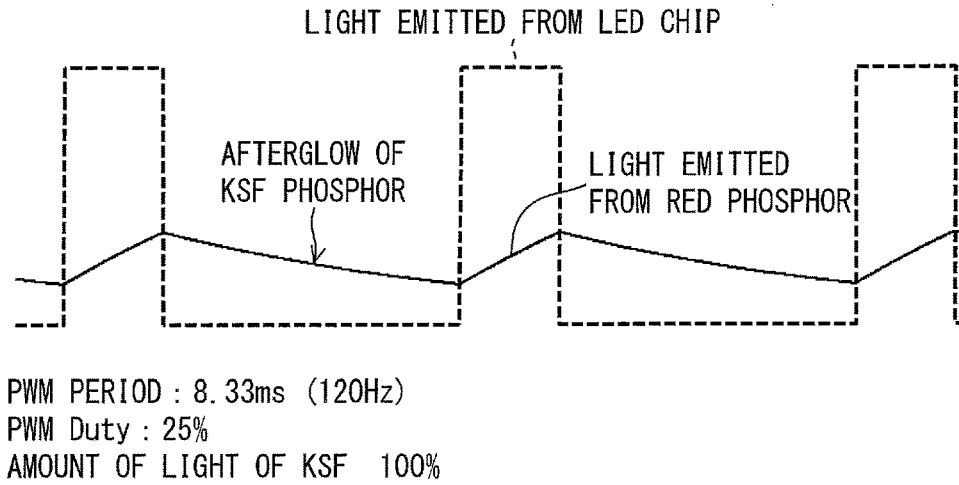 LIGHT EMITTED FROM LED CHIP
AFTERGLOW OF
KSF PHOSPHOR
LIGHT EMITTED
FROM RED PHOSPHOR
PWM PERIOD : 8.33ms (120Hz)
PWM Duty : 25%
AMOUNT OF LIGHT OF KSF 100%